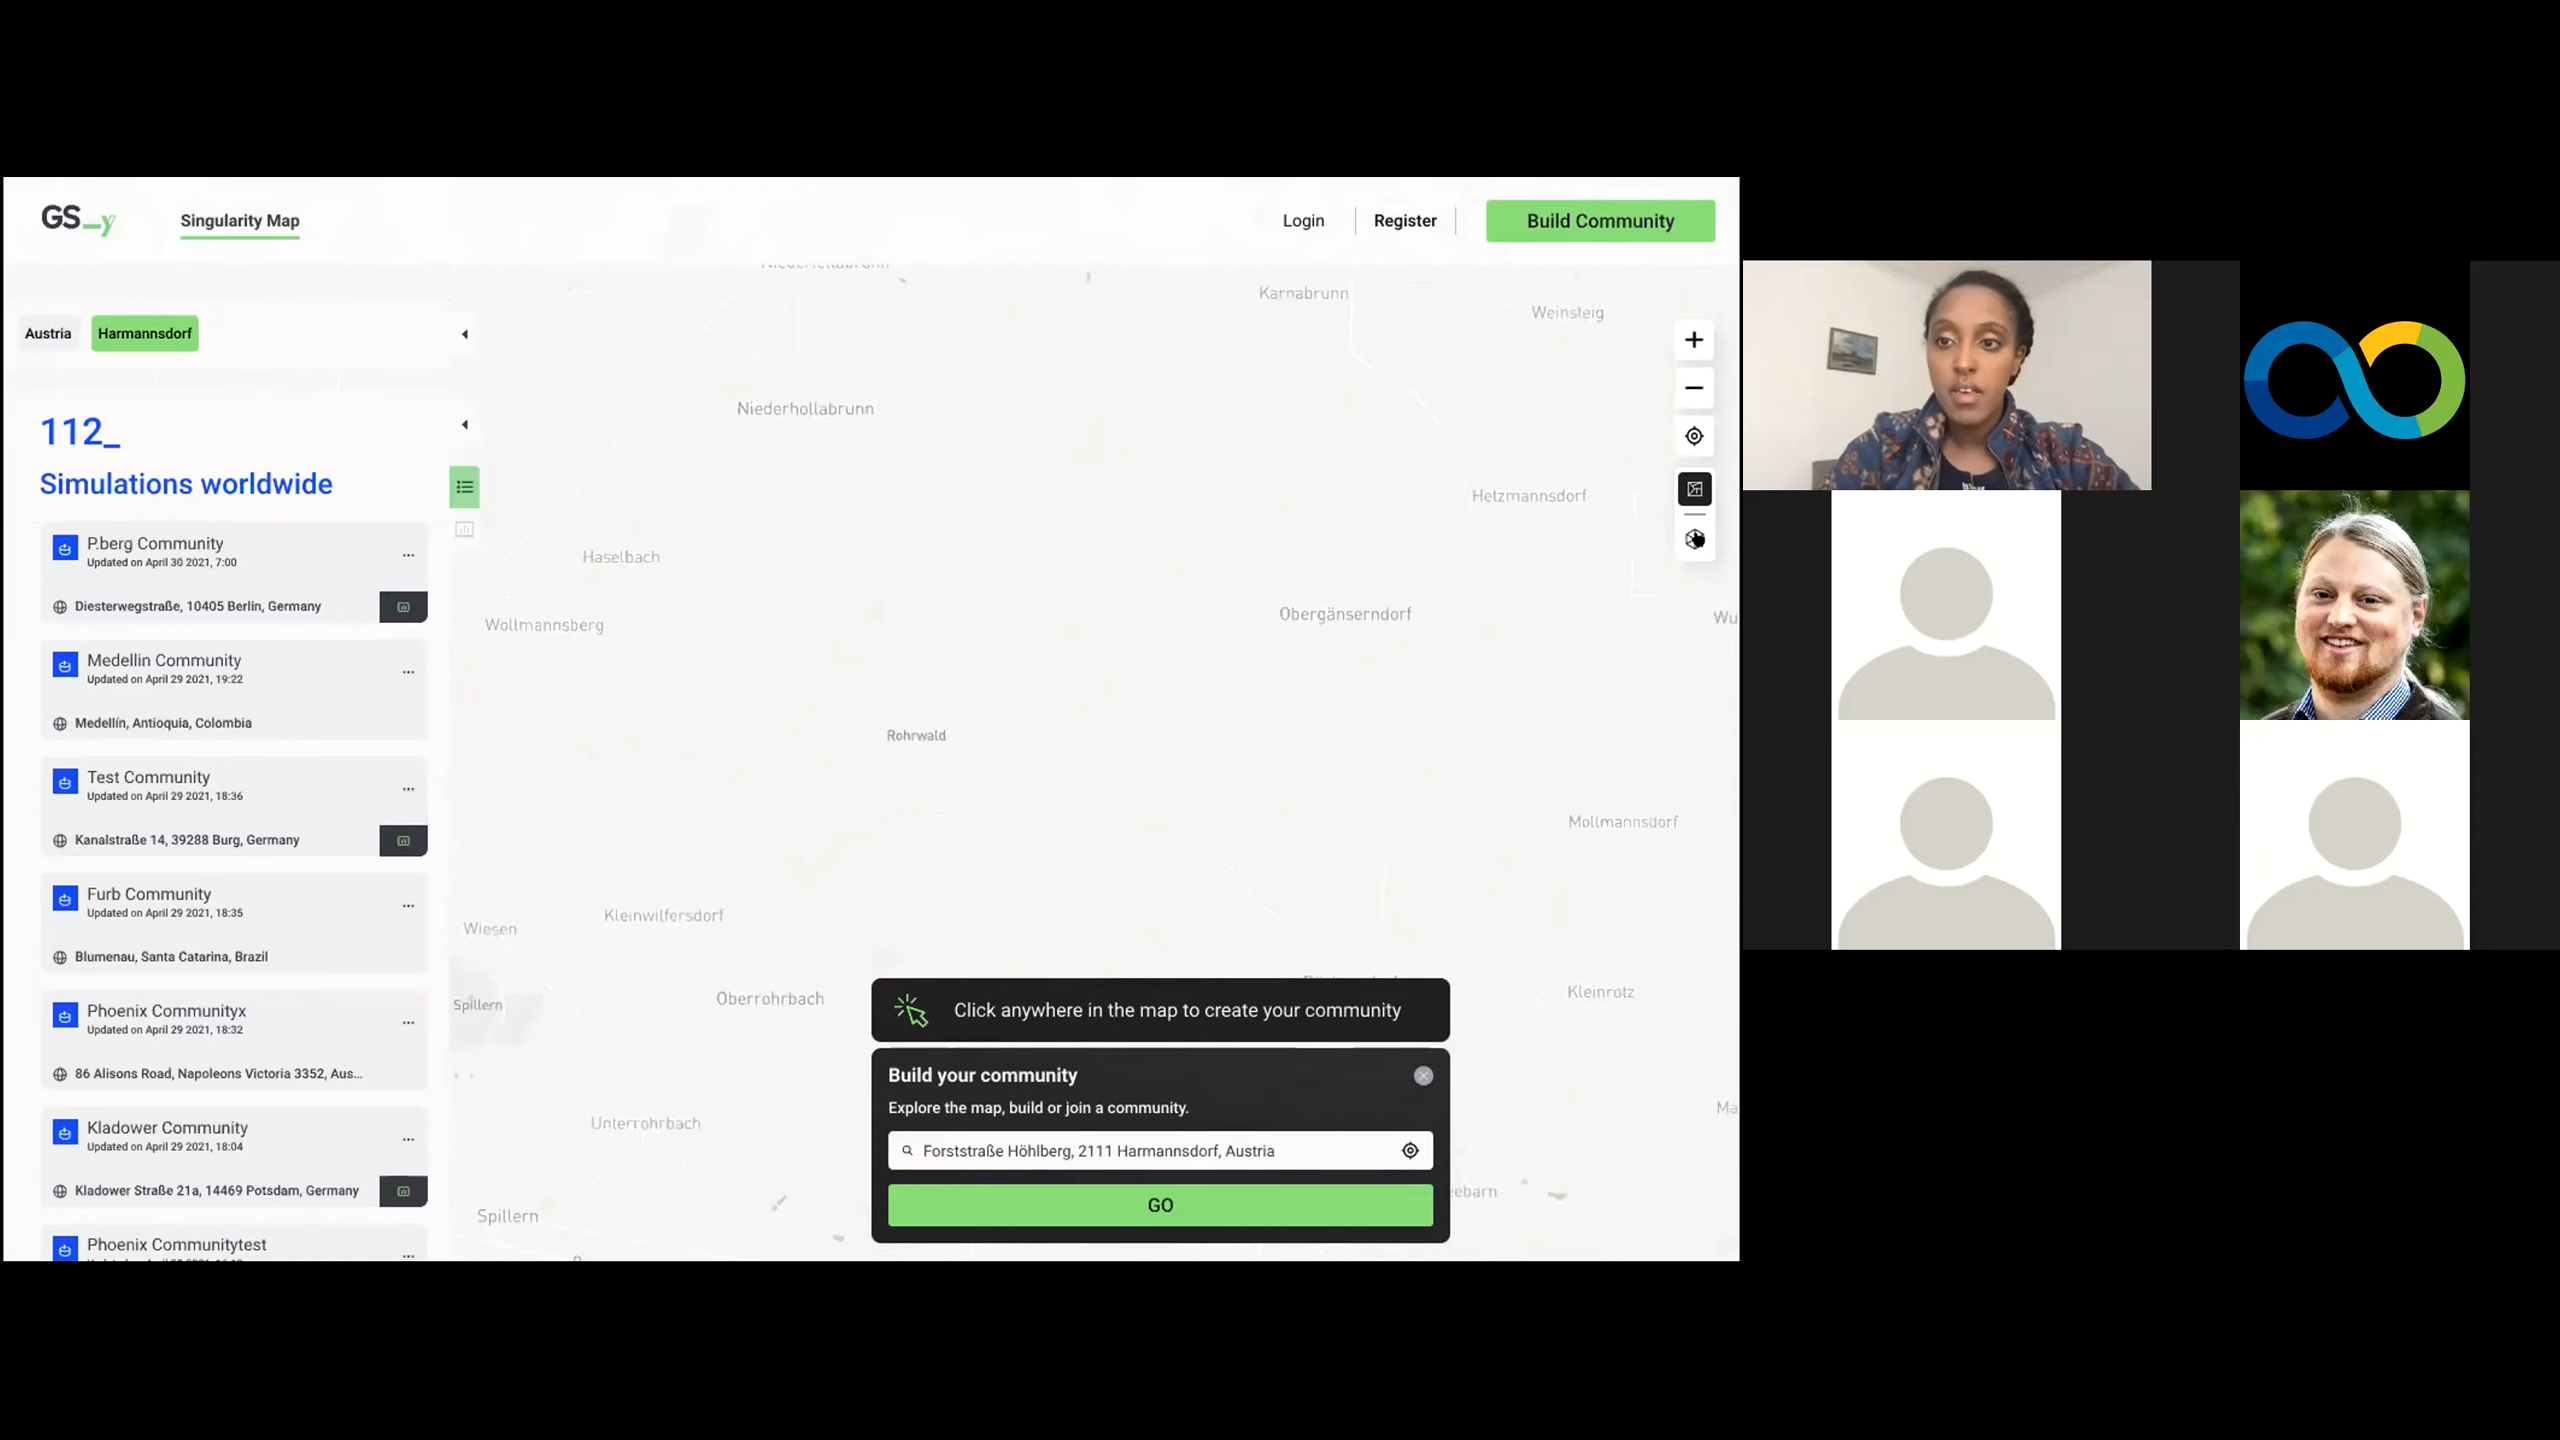 GS_y
Singularity Map
Login
Register
Build Community
Austria
Harmannsdorf
112_
Simulations worldwide
P.berg Community
Updated on April 30 2021, 7:00
Diesterwegstraße, 10405 Berlin, Germany
Medellin Community
Updated on April 29 2021, 19:22
Medellín, Antioquia, Colombia
Test Community
Updated on April 29 2021, 18:36
Kanalstraße 14, 39288 Burg, Germany
Furb Community
Updated on April 29 2021, 18:35
Blumenau, Santa Catarina, Brazil
Phoenix Communityx
Updated on April 29 2021, 18:32
86 Alisons Road, Napoleons Victoria 3352, Aus...
Kladower Community
Updated on April 29 2021, 18:04
Kladower Straße 21a, 14469 Potsdam, Germany
Phoenix Communitytest
Karnabrunn
Weinsteig
Niederhollabrunn
Hetzmannsdorf
Haselbach
Obergänserndorf
Wu
Wollmannsberg
Rohrwald
Mollmannsdorf
Kleinwilfersdorf
Wiesen
Kleinrotz
Oberrohrbach
Spillern
Ma
Unterrohrbach
ebarn
Spillern
Click anywhere in the map to create your community
Build your community
Explore the map, build or join a community.
Forststraße Höhlberg, 2111 Harmannsdorf, Austria
GO